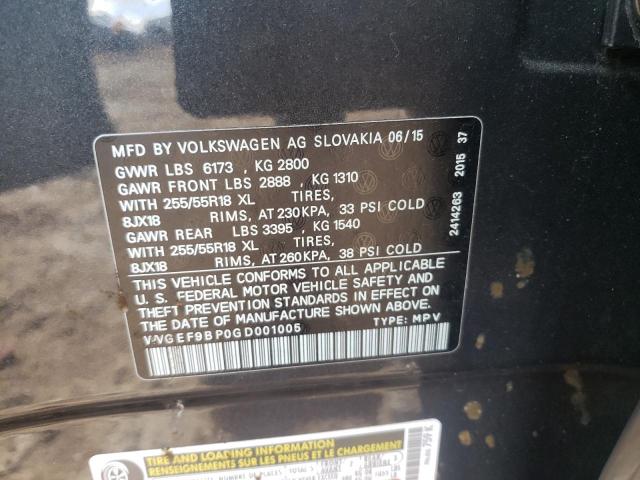 MFD BY VOLKSWAGEN AG SLOVAKIA 06/15
GVWR LBS 6173 , KG 2800
GAWR FRONT LBS 2888 , KG 1310
WITH 255/55R18 XL TIRES,
8JX18 RIMS, AT 230KPA, 33 PSI COLD
GAWR REAR LBS 3395 , KG 1540
WITH 255/55R18 XL TIRES,
8JX18 RIMS, AT 260KPA, 38 PSI COLD
THIS VEHICLE CONFORMS TO ALL APPLICABLE
U. S. FEDERAL MOTOR VEHICLE SAFETY AND
THEFT PREVENTION STANDARDS IN EFFECT ON
THE DATE OF MANUFACTURE SHOWN ABOVE.
WVGEF9BP0GD001005 TYPE: MPV
2414263 2015 37
TIRE AND LOADING INFORMATION
RENSEIGNEMENTS SUR LES PNEUS ET LE CHARGEMENT
759 K